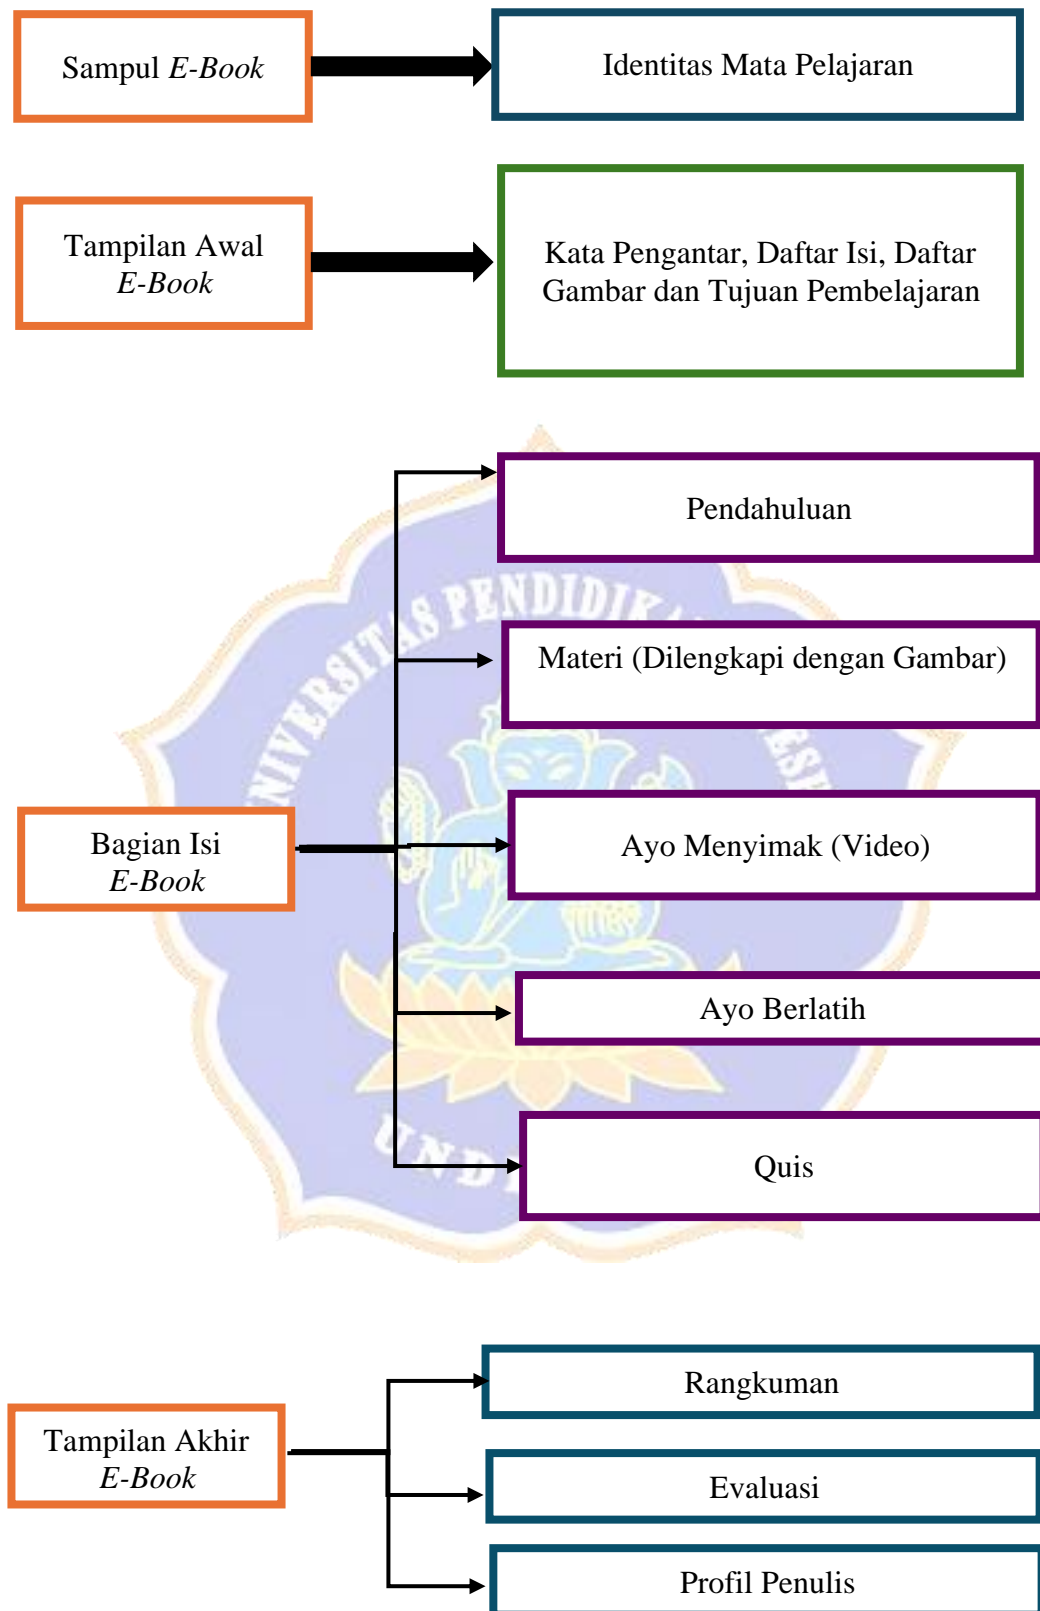 Sampul E-Book
Identitas Mata Pelajaran
Tampilan Awal
E-Book
Kata Pengantar, Daftar Isi, Daftar
Gambar dan Tujuan Pembelajaran
UNIVERSITAS PENDIDIKAN
Bagian Isi
E-Book
Pendahuluan
Materi (Dilengkapi dengan Gambar)
Ayo Menyimak (Video)
Ayo Berlatih
Quis
Tampilan Akhir
E-Book
Rangkuman
Evaluasi
Profil Penulis